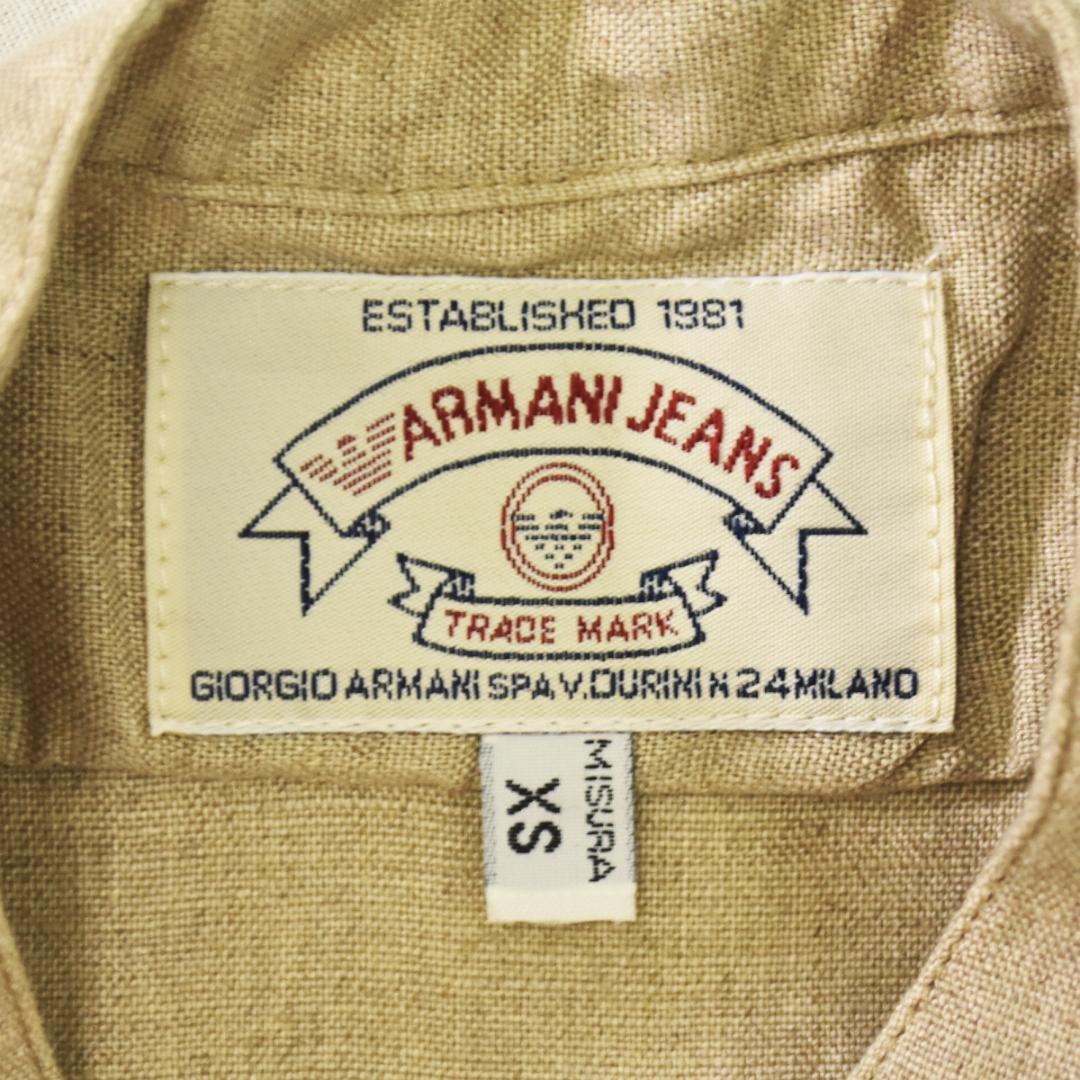 ESTABLISHED 1981
ARMANI JEANS
TRADE MARK
GIORGIO ARMANI SPA V.DURINI N 24 MILANO
MISURA
XS